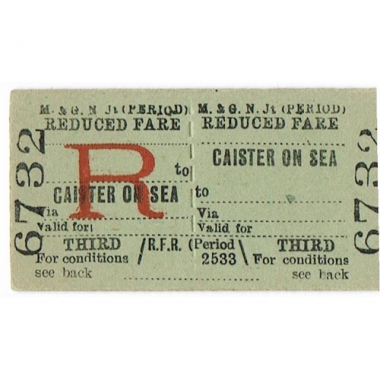 M. & G. N. Jt (PERIOD)
REDUCED FARE
R
to
CAISTER ON SEA
Via
Valid for:
THIRD
For conditions
see back
/R.F.R.
M. & G. N. Jt (PERIOD)
REDUCED FARE
CAISTER ON SEA
to
Via
Valid for
(Period
2533
/ THIRD
For conditions
see back
6732
6732